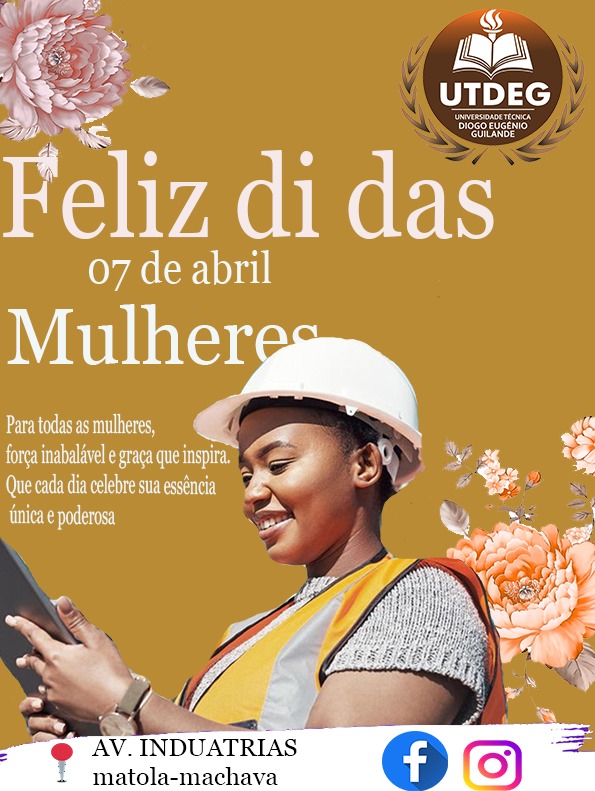 UTDEG
UNIVERSIDADE TÉCNICA
DIOGO EUGÉNIO
GUILANDE
Feliz di das
07 de abril
Mulheres
Para todas as mulheres,
força inabalável e graça que inspira.
Que cada dia celebre sua essência
única e poderosa
AV. INDUATRIAS
matola-machava